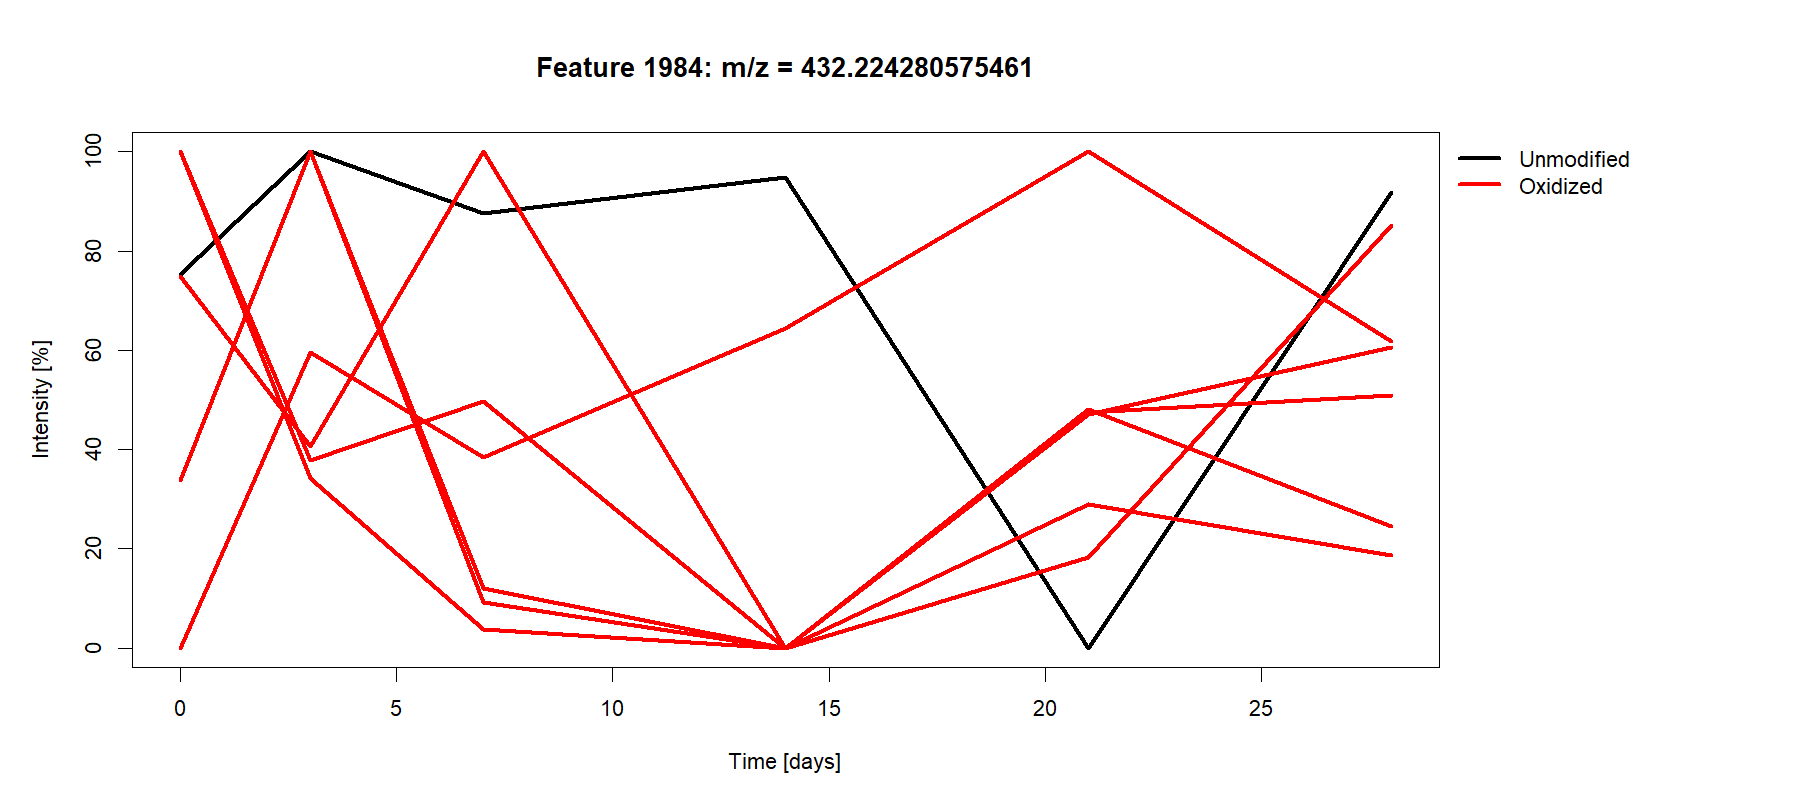 Feature 1984: m/z = 432.224280575461
Unmodified
Oxidized
Intensity [%]
100
80
60
40
20
0
0 5 10 15 20 25
Time [days]